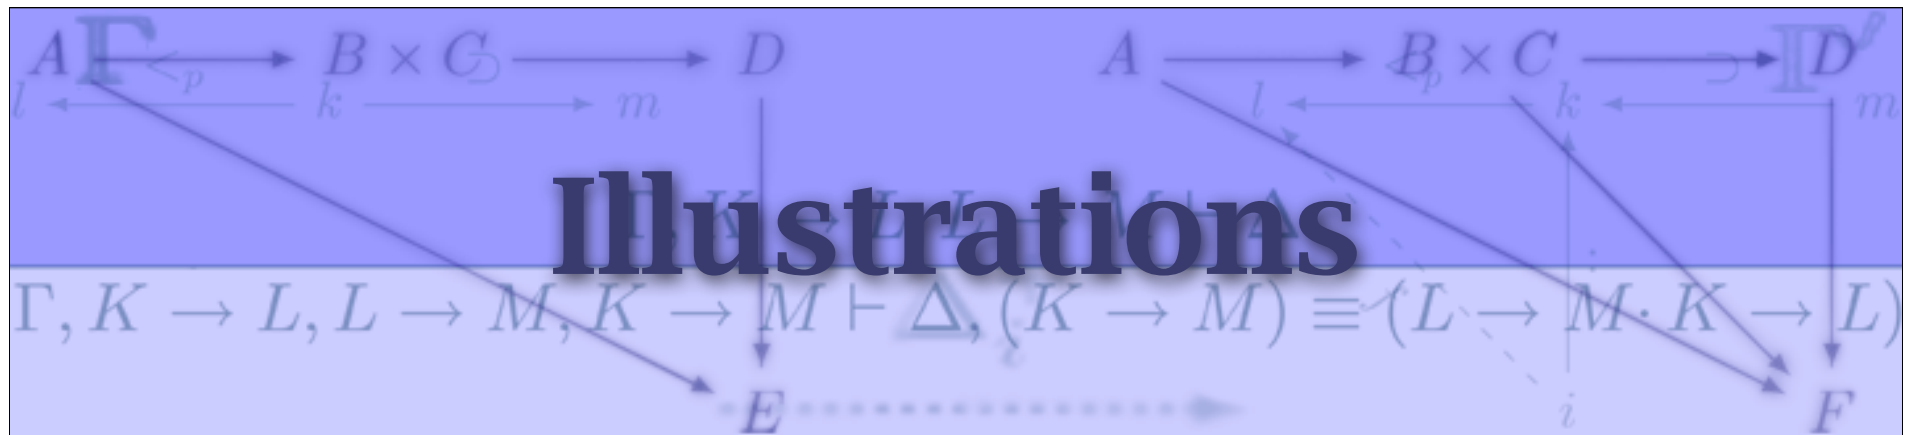 A Γ <ₚ B × C ⊃ D A <ₚ B × C ⊃ Γ D
l k m l k m
Illustrations
Γ, K → L, L → M ⊢ Δ
Γ, K → L, L → M, K → M ⊢ Δ, (K → M) ≡ (L → M · K → L)
E i F